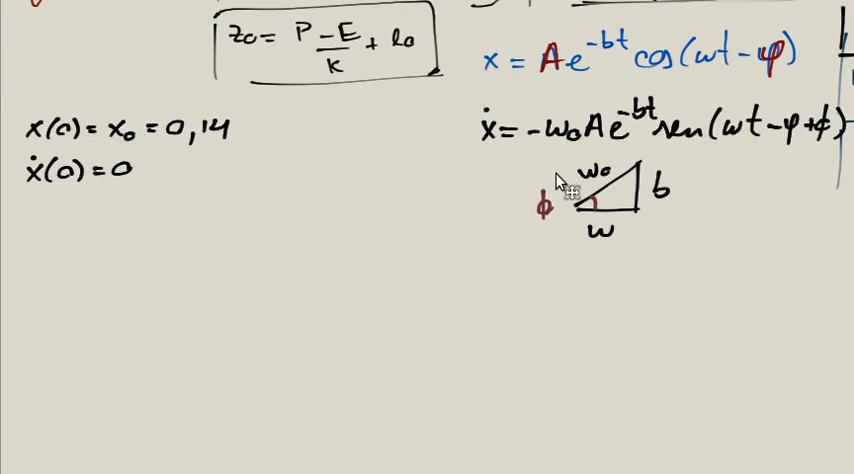 z₀ = (P − E)/k + l₀
x = Ae^(-bt) cos(ωt − φ)
x(0) = x₀ = 0,14
ẋ = −ω₀Ae^(-bt) sen(ωt − φ + ϕ)
ẋ(0) = 0
ω₀
b
ϕ
ω